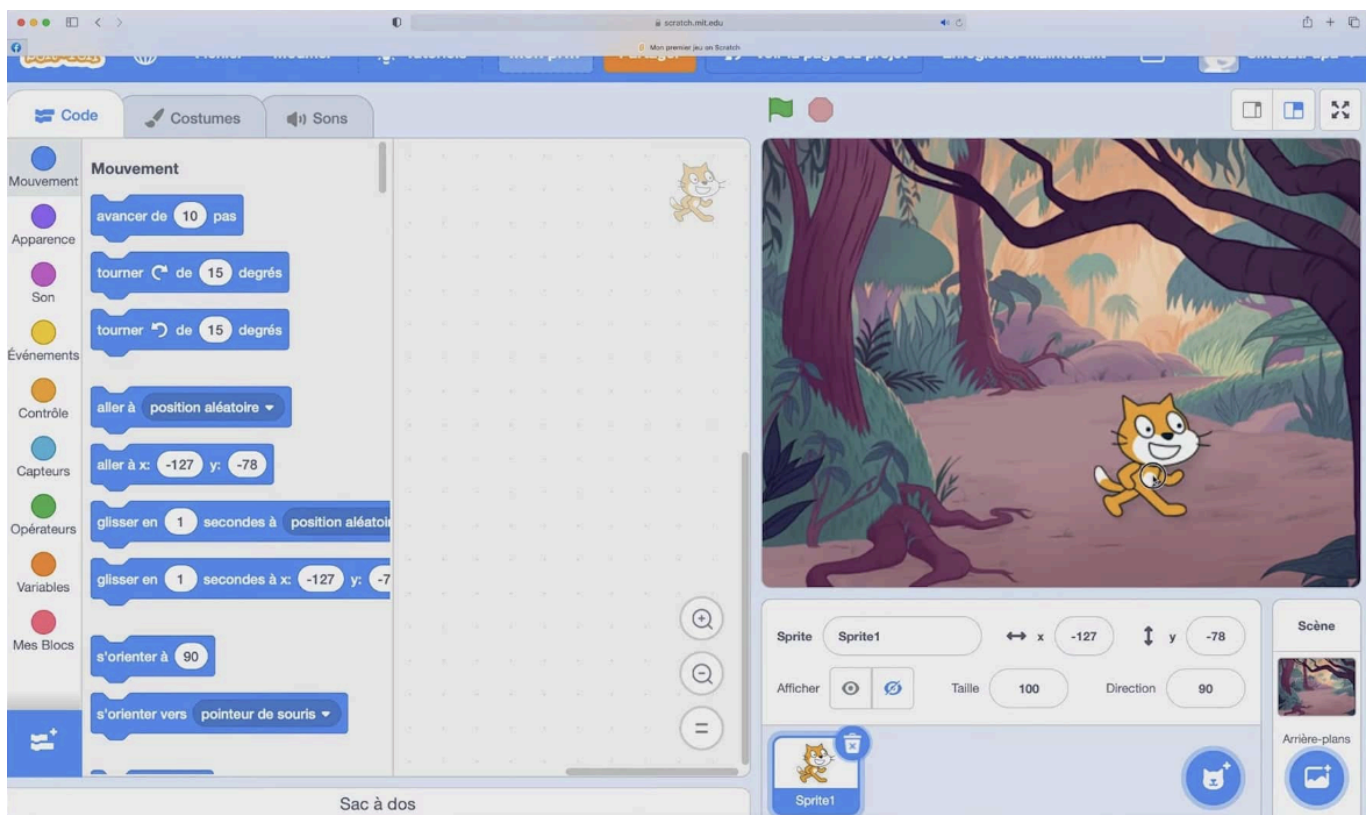 scratch.mit.edu
Mon premier jeu on Scratch
Code
Costumes
Sons
Mouvement
Apparence
Son
Événements
Contrôle
Capteurs
Opérateurs
Variables
Mes Blocs
Mouvement
avancer de 10 pas
tourner de 15 degrés
tourner de 15 degrés
aller à position aléatoire
aller à x: -127 y: -78
glisser en 1 secondes à position
glisser en 1 secondes à x: -127 y:
s'orienter à 90
s'orienter vers pointeur de souris
Sac à dos
Sprite Sprite1 x -127 y -78
Afficher Taille 100 Direction 90
Sprite1
Scène
Arrière-plans